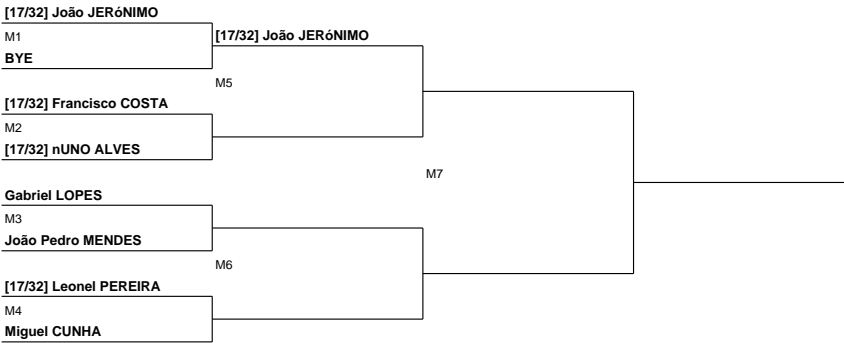 [17/32] João JERóNIMO
M1
[17/32] João JERóNIMO
BYE
M5
[17/32] Francisco COSTA
M2
[17/32] nUNO ALVES
M7
Gabriel LOPES
M3
João Pedro MENDES
M6
[17/32] Leonel PEREIRA
M4
Miguel CUNHA